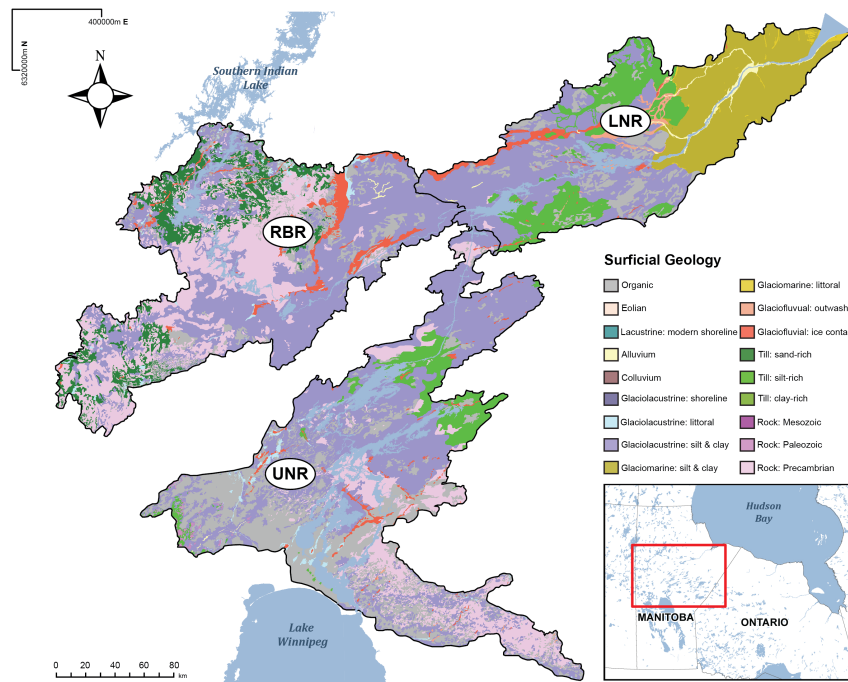 400000m E
6320000m N
N
Southern Indian
Lake
LNR
RBR
UNR
Surficial Geology
Organic
Eolian
Lacustrine: modern shoreline
Alluvium
Colluvium
Glaciolacustrine: shoreline
Glaciolacustrine: littoral
Glaciolacustrine: silt & clay
Glaciomarine: silt & clay
Glaciomarine: littoral
Glaciofluvual: outwash
Glaciofluvial: ice conta
Till: sand-rich
Till: silt-rich
Till: clay-rich
Rock: Mesozoic
Rock: Paleozoic
Rock: Precambrian
Lake
Winnipeg
0 20 40 60 80
km
Hudson
Bay
MANITOBA
ONTARIO